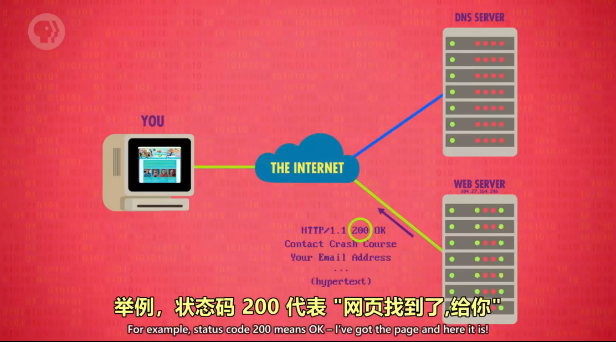 PBS
DNS SERVER
YOU
THE INTERNET
WEB SERVER
HTTP/1.1 200 OK
Contact Crash Course
Your Email Address
...
(hypertext)
举例，状态码 200 代表 "网页找到了,给你"
For example, status code 200 means OK – I've got the page and here it is!